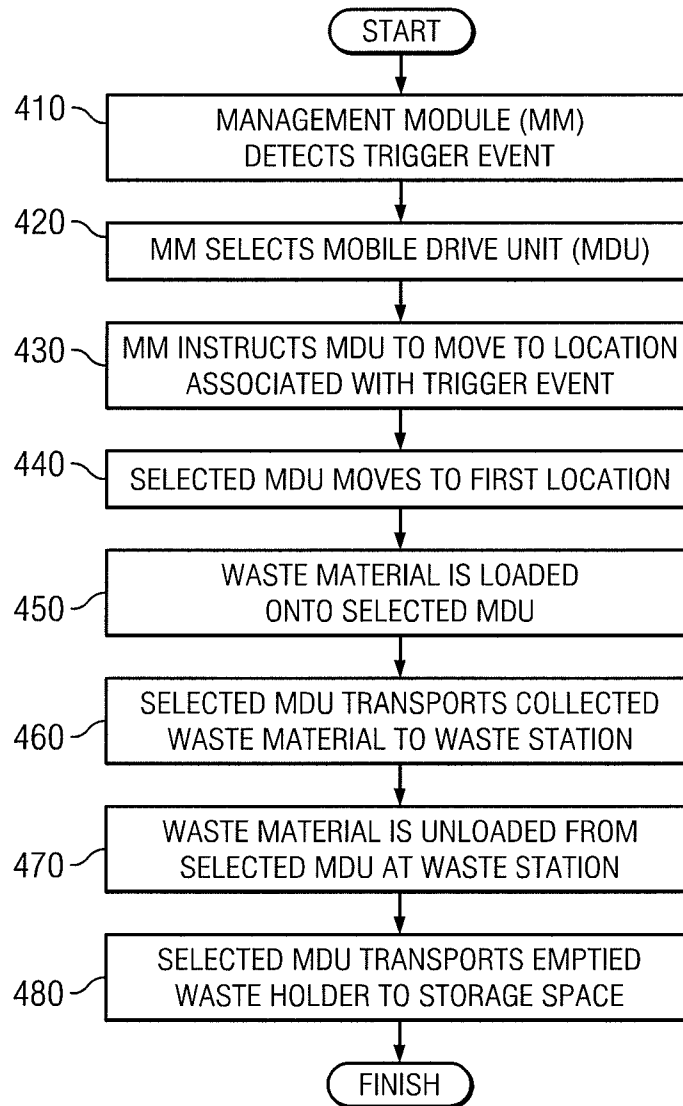 START
410
MANAGEMENT MODULE (MM)
DETECTS TRIGGER EVENT
420
MM SELECTS MOBILE DRIVE UNIT (MDU)
430
MM INSTRUCTS MDU TO MOVE TO LOCATION
ASSOCIATED WITH TRIGGER EVENT
440
SELECTED MDU MOVES TO FIRST LOCATION
450
WASTE MATERIAL IS LOADED
ONTO SELECTED MDU
460
SELECTED MDU TRANSPORTS COLLECTED
WASTE MATERIAL TO WASTE STATION
470
WASTE MATERIAL IS UNLOADED FROM
SELECTED MDU AT WASTE STATION
480
SELECTED MDU TRANSPORTS EMPTIED
WASTE HOLDER TO STORAGE SPACE
FINISH